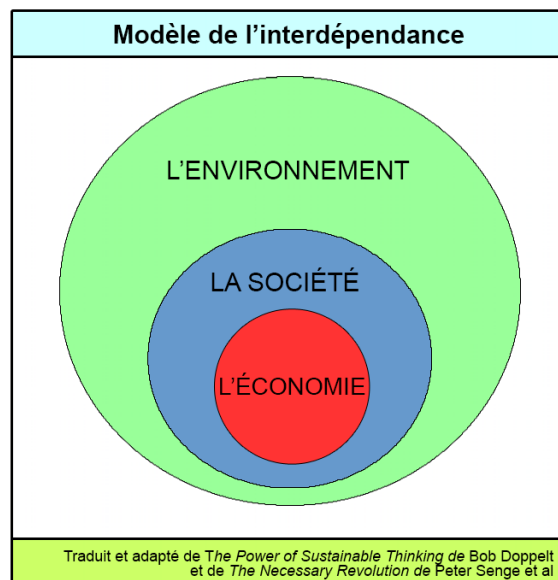 Modèle de l'interdépendance
L'ENVIRONNEMENT
LA SOCIÉTÉ
L'ÉCONOMIE
Traduit et adapté de The Power of Sustainable Thinking de Bob Doppelt
et de The Necessary Revolution de Peter Senge et al